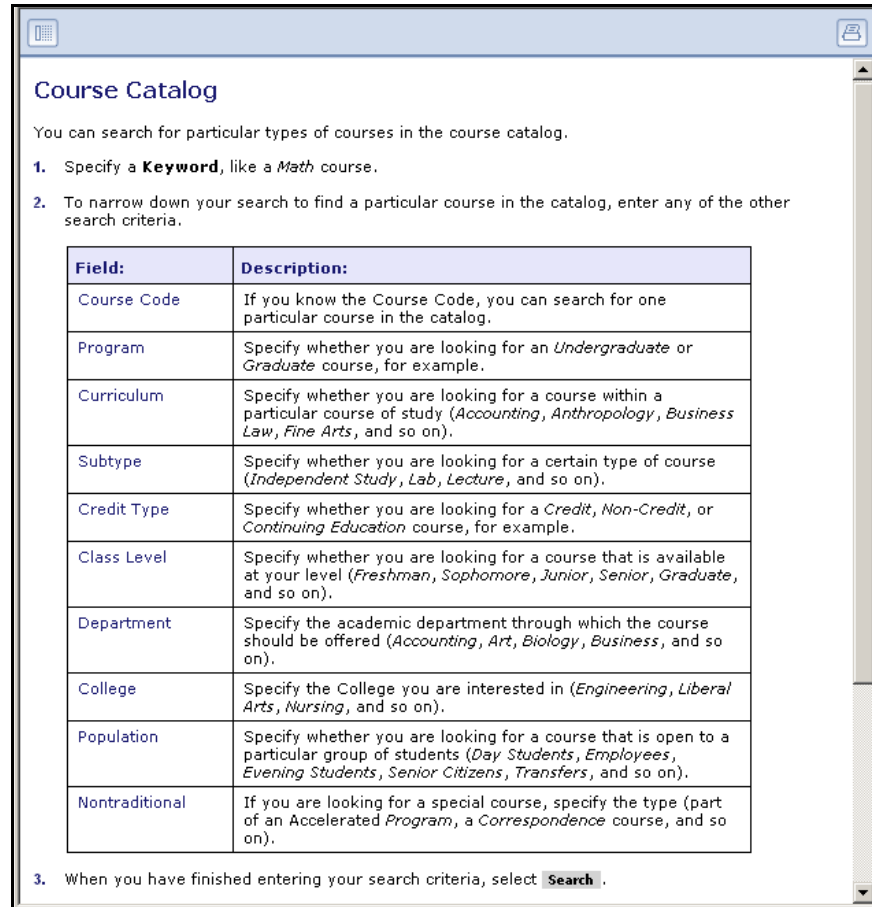 Course Catalog
You can search for particular types of courses in the course catalog.
1. Specify a Keyword, like a Math course.
2. To narrow down your search to find a particular course in the catalog, enter any of the other
search criteria.
Field: Description:
Course Code If you know the Course Code, you can search for one
particular course in the catalog.
Program Specify whether you are looking for an Undergraduate or
Graduate course, for example.
Curriculum Specify whether you are looking for a course within a
particular course of study (Accounting, Anthropology, Business
Law, Fine Arts, and so on).
Subtype Specify whether you are looking for a certain type of course
(Independent Study, Lab, Lecture, and so on).
Credit Type Specify whether you are looking for a Credit, Non-Credit, or
Continuing Education course, for example.
Class Level Specify whether you are looking for a course that is available
at your level (Freshman, Sophomore, Junior, Senior, Graduate,
and so on).
Department Specify the academic department through which the course
should be offered (Accounting, Art, Biology, Business, and so
on).
College Specify the College you are interested in (Engineering, Liberal
Arts, Nursing, and so on).
Population Specify whether you are looking for a course that is open to a
particular group of students (Day Students, Employees,
Evening Students, Senior Citizens, Transfers, and so on).
Nontraditional If you are looking for a special course, specify the type (part
of an Accelerated Program, a Correspondence course, and so
on).
3. When you have finished entering your search criteria, select Search .